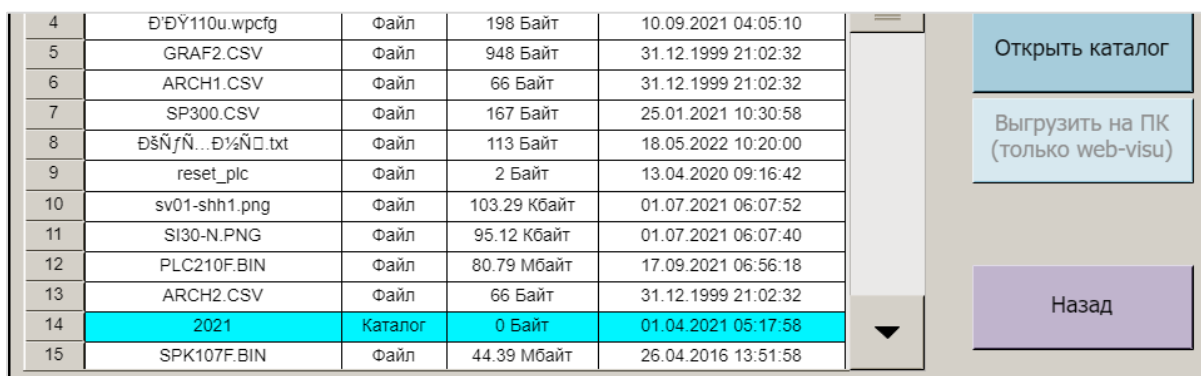 4 Ð’ÐŸ110u.wpcfg Файл 198 Байт 10.09.2021 04:05:10
5 GRAF2.CSV Файл 948 Байт 31.12.1999 21:02:32
Открыть каталог
6 ARCH1.CSV Файл 66 Байт 31.12.1999 21:02:32
7 SP300.CSV Файл 167 Байт 25.01.2021 10:30:58
Выгрузить на ПК
(только web-visu)
8 ÐšÑƒÑ…Ð½Ñ□.txt Файл 113 Байт 18.05.2022 10:20:00
9 reset_plc Файл 2 Байт 13.04.2020 09:16:42
10 sv01-shh1.png Файл 103.29 Кбайт 01.07.2021 06:07:52
11 SI30-N.PNG Файл 95.12 Кбайт 01.07.2021 06:07:40
12 PLC210F.BIN Файл 80.79 Мбайт 17.09.2021 06:56:18
13 ARCH2.CSV Файл 66 Байт 31.12.1999 21:02:32
Назад
14 2021 Каталог 0 Байт 01.04.2021 05:17:58
15 SPK107F.BIN Файл 44.39 Мбайт 26.04.2016 13:51:58